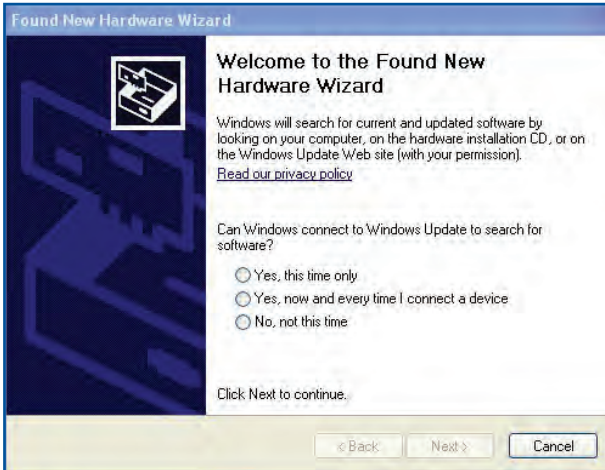 Found New Hardware Wizard
Welcome to the Found New
Hardware Wizard
Windows will search for current and updated software by
looking on your computer, on the hardware installation CD, or on
the Windows Update Web site (with your permission).
Read our privacy policy
Can Windows connect to Windows Update to search for
software?
Yes, this time only
Yes, now and every time I connect a device
No, not this time
Click Next to continue.
< Back Next > Cancel